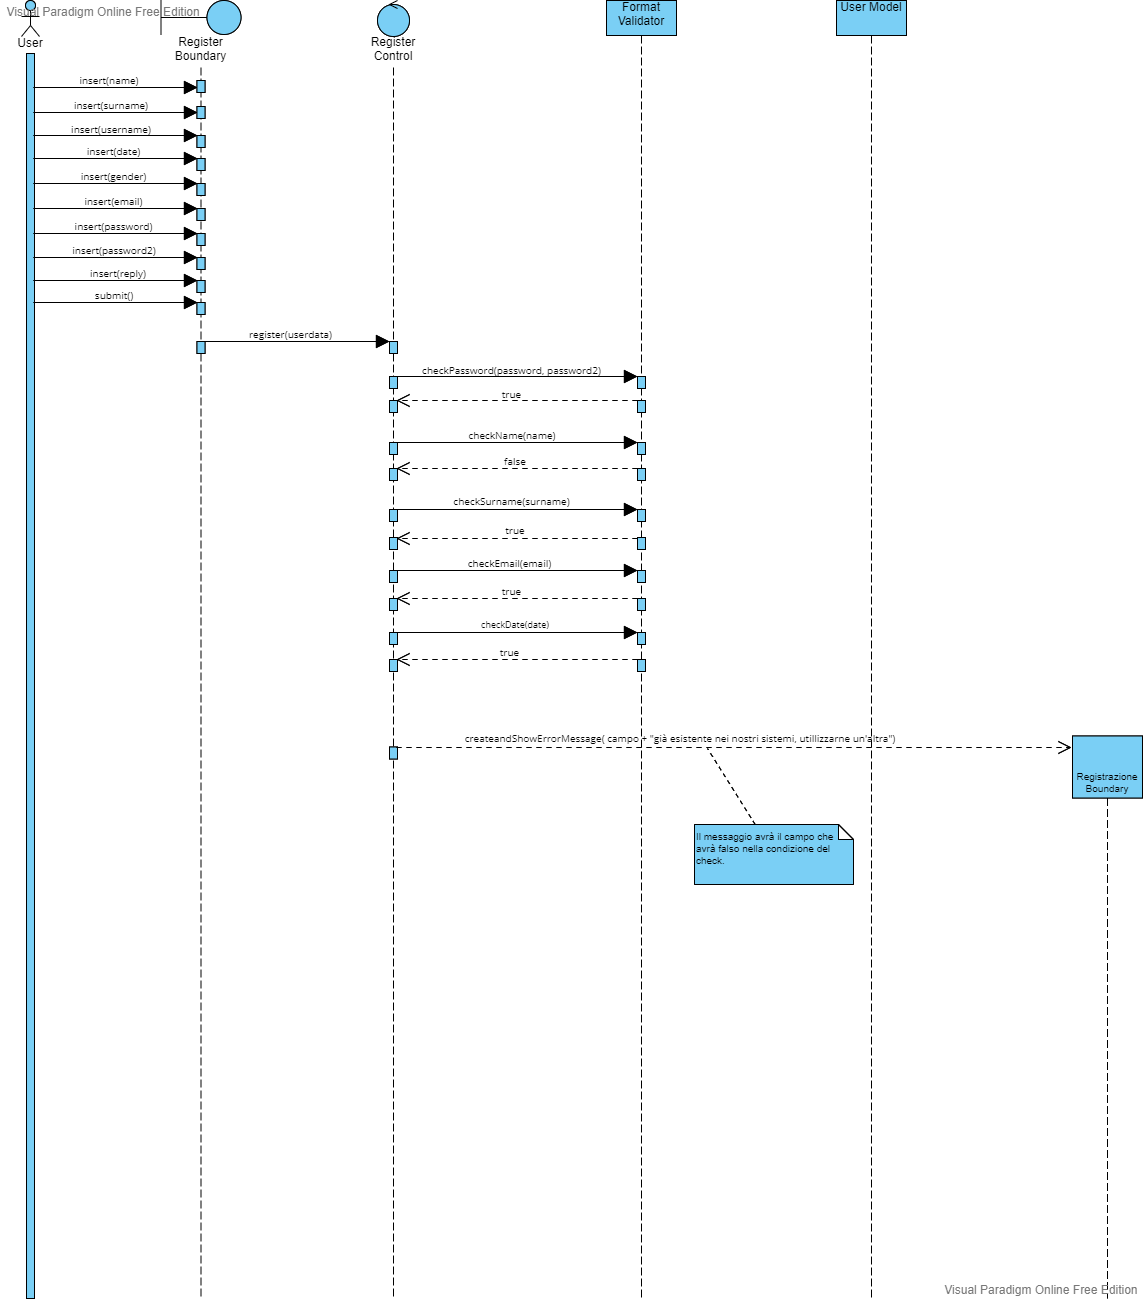 Visual Paradigm Online Free Edition
User
Register
Boundary
Register
Control
Format
Validator
User Model
insert(name)
insert(surname)
insert(username)
insert(date)
insert(gender)
insert(email)
insert(password)
insert(password2)
insert(reply)
submit()
register(userdata)
checkPassword(password, password2)
true
checkName(name)
false
checkSurname(surname)
true
checkEmail(email)
true
checkDate(date)
true
createandShowErrorMessage( campo + "già esistente nei nostri sistemi, utillizzarne un'altra")
Registrazione
Boundary
Il messaggio avrà il campo che
avrà falso nella condizione del
check.
Visual Paradigm Online Free Edition